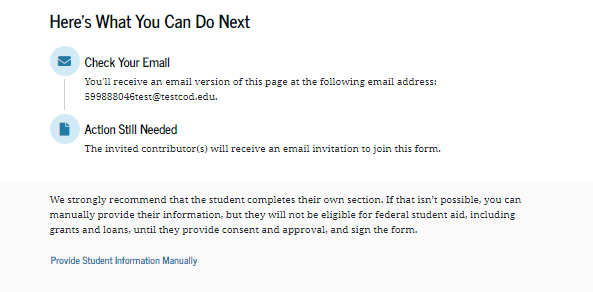 Here's What You Can Do Next
Check Your Email
You'll receive an email version of this page at the following email address:
599888046test@testcod.edu.
Action Still Needed
The invited contributor(s) will receive an email invitation to join this form.
We strongly recommend that the student completes their own section. If that isn't possible, you can
manually provide their information, but they will not be eligible for federal student aid, including
grants and loans, until they provide consent and approval, and sign the form.
Provide Student Information Manually